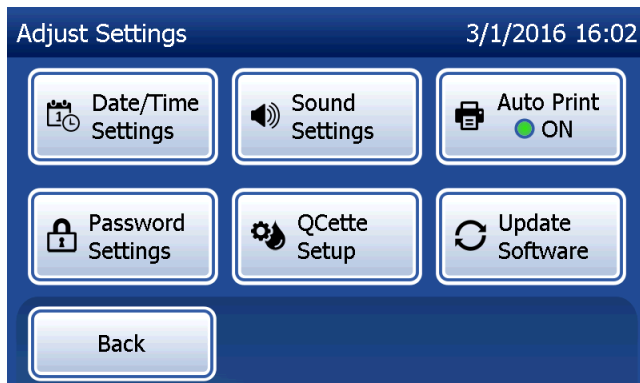 Adjust Settings 3/1/2016 16:02
Date/Time
Settings
Sound
Settings
Auto Print
ON
Password
Settings
QCette
Setup
Update
Software
Back